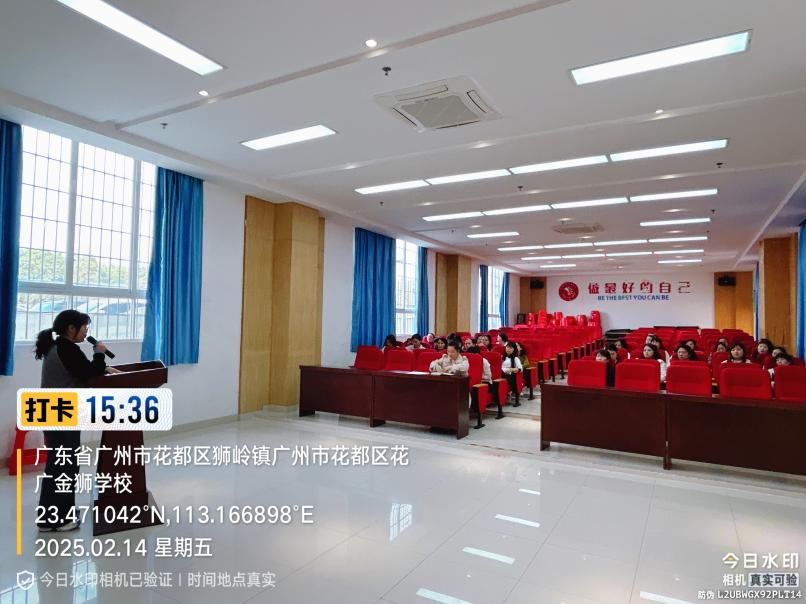 做最好的自己
BE THE BEST YOU CAN BE
打卡 15:36
广东省广州市花都区狮岭镇广州市花都区花
广金狮学校
23.471042°N,113.166898°E
2025.02.14 星期五
今日水印相机已验证 | 时间地点真实
今日水印
相机 真实可验
防伪 L2UBWGX92PLT14